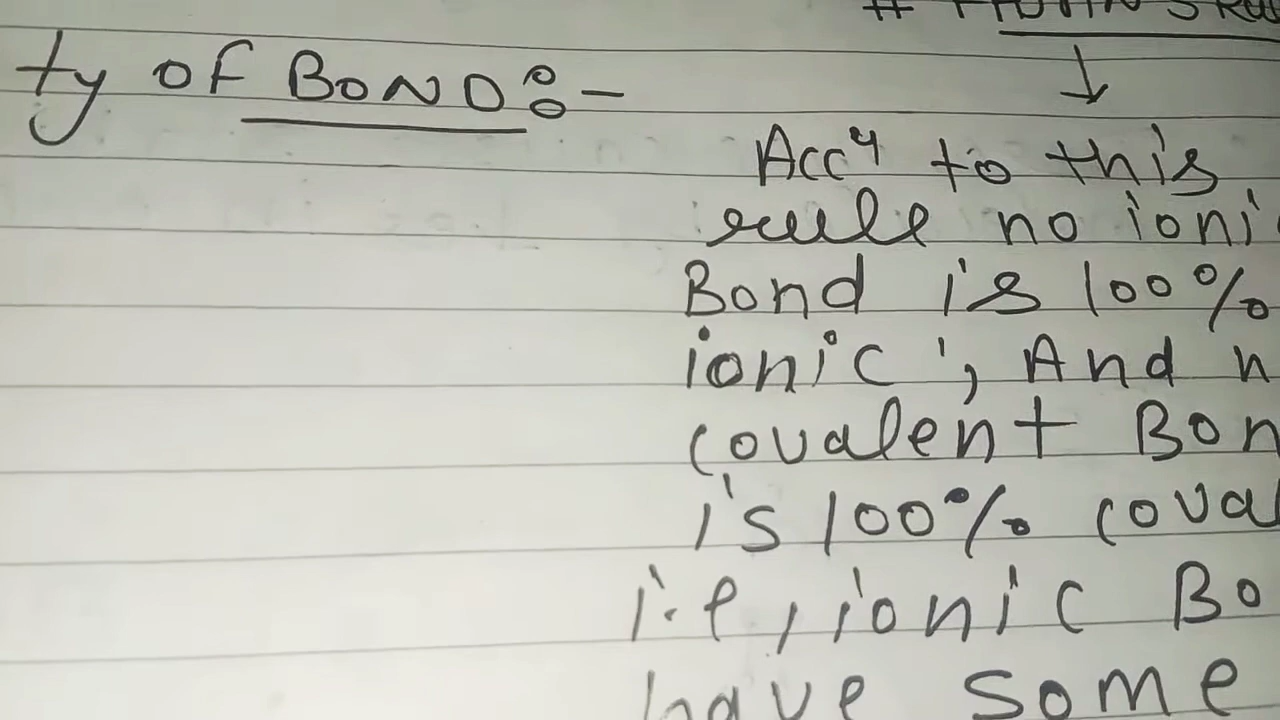 #
ty of BOND:-
Accy to this
rule no ioni
Bond is 100%
ionic ', And n
covalent Bon
is 100% cova
i.e, ionic Bo
have some